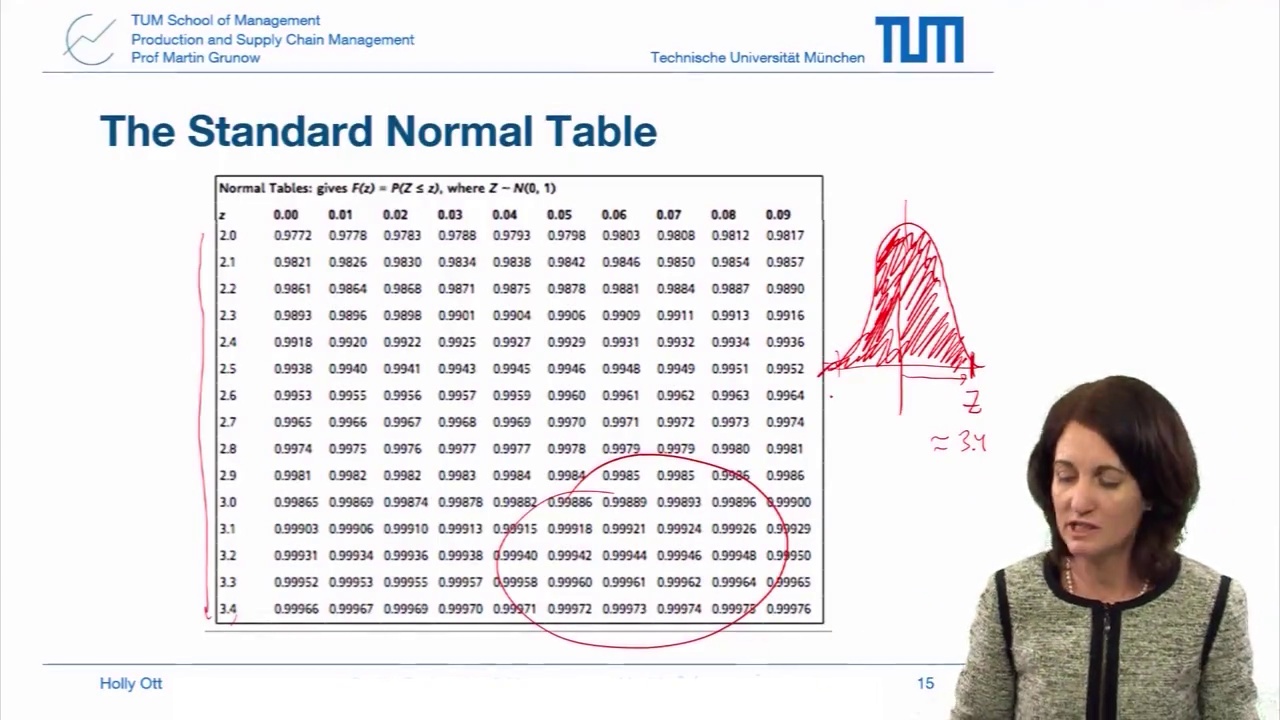 TUM School of Management
Production and Supply Chain Management
Prof Martin Grunow
Technische Universität München
TUM
The Standard Normal Table
Normal Tables: gives F(z) = P(Z ≤ z), where Z ~ N(0, 1)
z 0.00 0.01 0.02 0.03 0.04 0.05 0.06 0.07 0.08 0.09
2.0 0.9772 0.9778 0.9783 0.9788 0.9793 0.9798 0.9803 0.9808 0.9812 0.9817
2.1 0.9821 0.9826 0.9830 0.9834 0.9838 0.9842 0.9846 0.9850 0.9854 0.9857
2.2 0.9861 0.9864 0.9868 0.9871 0.9875 0.9878 0.9881 0.9884 0.9887 0.9890
2.3 0.9893 0.9896 0.9898 0.9901 0.9904 0.9906 0.9909 0.9911 0.9913 0.9916
2.4 0.9918 0.9920 0.9922 0.9925 0.9927 0.9929 0.9931 0.9932 0.9934 0.9936
2.5 0.9938 0.9940 0.9941 0.9943 0.9945 0.9946 0.9948 0.9949 0.9951 0.9952
2.6 0.9953 0.9955 0.9956 0.9957 0.9959 0.9960 0.9961 0.9962 0.9963 0.9964
2.7 0.9965 0.9966 0.9967 0.9968 0.9969 0.9970 0.9971 0.9972 0.9973 0.9974
2.8 0.9974 0.9975 0.9976 0.9977 0.9977 0.9978 0.9979 0.9979 0.9980 0.9981
2.9 0.9981 0.9982 0.9982 0.9983 0.9984 0.9984 0.9985 0.9985 0.9986 0.9986
3.0 0.99865 0.99869 0.99874 0.99878 0.99882 0.99886 0.99889 0.99893 0.99896 0.99900
3.1 0.99903 0.99906 0.99910 0.99913 0.99915 0.99918 0.99921 0.99924 0.99926 0.99929
3.2 0.99931 0.99934 0.99936 0.99938 0.99940 0.99942 0.99944 0.99946 0.99948 0.99950
3.3 0.99952 0.99953 0.99955 0.99957 0.99958 0.99960 0.99961 0.99962 0.99964 0.99965
3.4 0.99966 0.99967 0.99969 0.99970 0.99971 0.99972 0.99973 0.99974 0.99975 0.99976
Z
≈ 3.4
Holly Ott
15